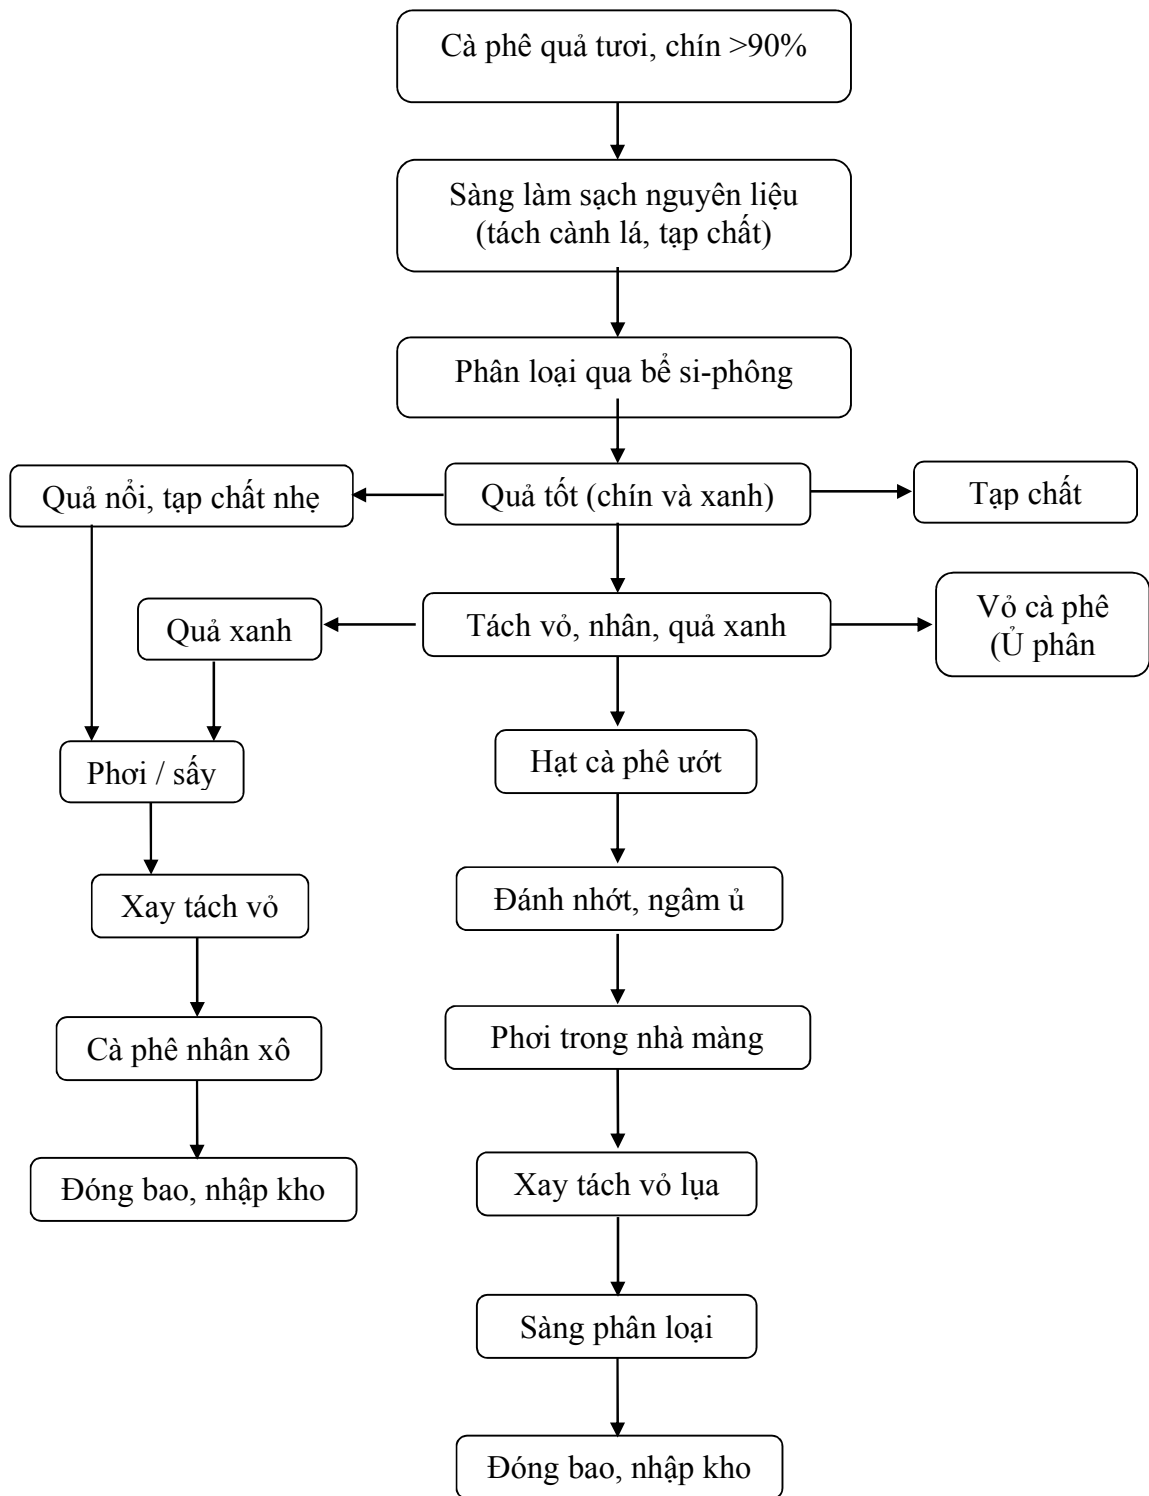 Cà phê quả tươi, chín >90%
Sàng làm sạch nguyên liệu
(tách cành lá, tạp chất)
Phân loại qua bể si-phông
Quả nổi, tạp chất nhẹ
Quả tốt (chín và xanh)
Tạp chất
Quả xanh
Tách vỏ, nhân, quả xanh
Vỏ cà phê
(Ủ phân
Phơi / sấy
Hạt cà phê ướt
Xay tách vỏ
Đánh nhớt, ngâm ủ
Cà phê nhân xô
Phơi trong nhà màng
Đóng bao, nhập kho
Xay tách vỏ lụa
Sàng phân loại
Đóng bao, nhập kho